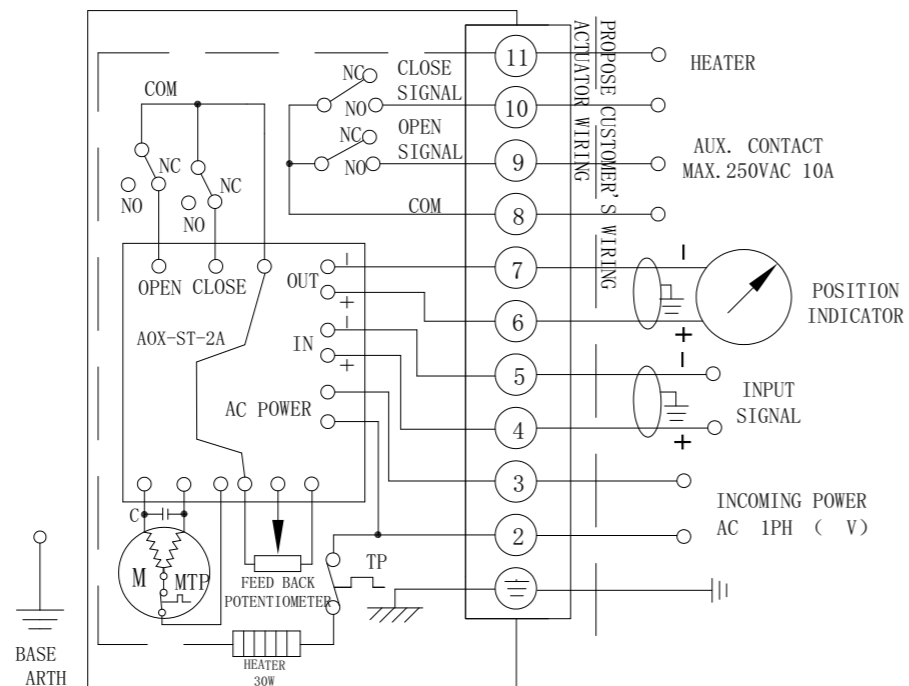 COM
NC
NO
NC
NO
NC
CLOSE
SIGNAL
NO
NC
OPEN
SIGNAL
NO
COM
11
10
9
8
7
6
5
4
3
2
PROPOSE CUSTOMER'S WIRING
ACTUATOR WIRING
HEATER
AUX. CONTACT
MAX.250VAC 10A
−
+
POSITION
INDICATOR
−
+
INPUT
SIGNAL
INCOMING POWER
AC 1PH ( V)
OPEN
CLOSE
OUT
−
+
AOX-ST-2A
IN
−
+
AC POWER
C
M
MTP
FEED BACK
POTENTIOMETER
TP
HEATER
30W
BASE
ARTH